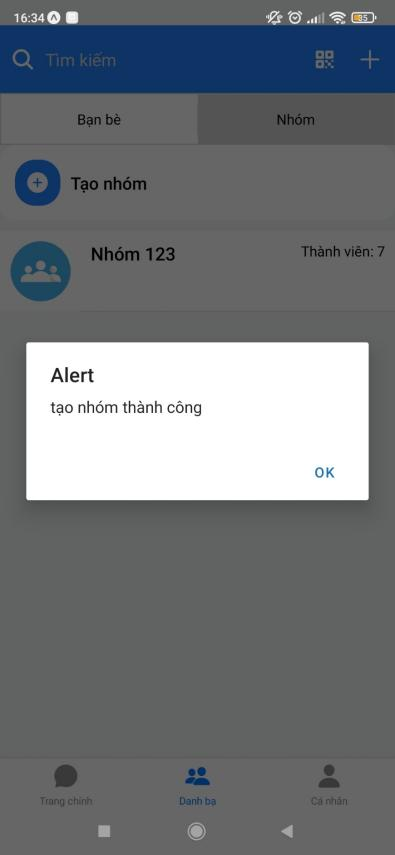 16:34
85
Tìm kiếm
Bạn bè
Nhóm
Tạo nhóm
Nhóm 123
Thành viên: 7
Alert
tạo nhóm thành công
OK
Trang chính
Danh bạ
Cá nhân